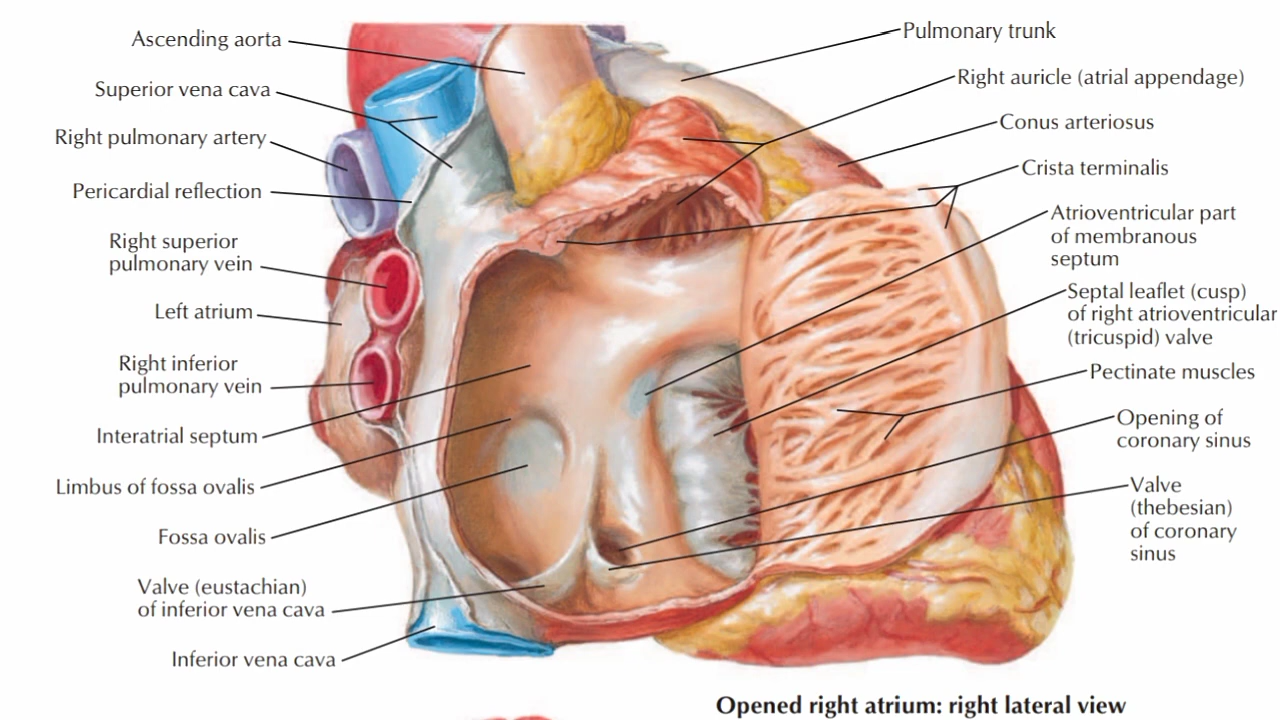 Ascending aorta
Superior vena cava
Right pulmonary artery
Pericardial reflection
Right superior
pulmonary vein
Left atrium
Right inferior
pulmonary vein
Interatrial septum
Limbus of fossa ovalis
Fossa ovalis
Valve (eustachian)
of inferior vena cava
Inferior vena cava
Pulmonary trunk
Right auricle (atrial appendage)
Conus arteriosus
Crista terminalis
Atrioventricular part
of membranous
septum
Septal leaflet (cusp)
of right atrioventricular
(tricuspid) valve
Pectinate muscles
Opening of
coronary sinus
Valve
(thebesian)
of coronary
sinus
Opened right atrium: right lateral view